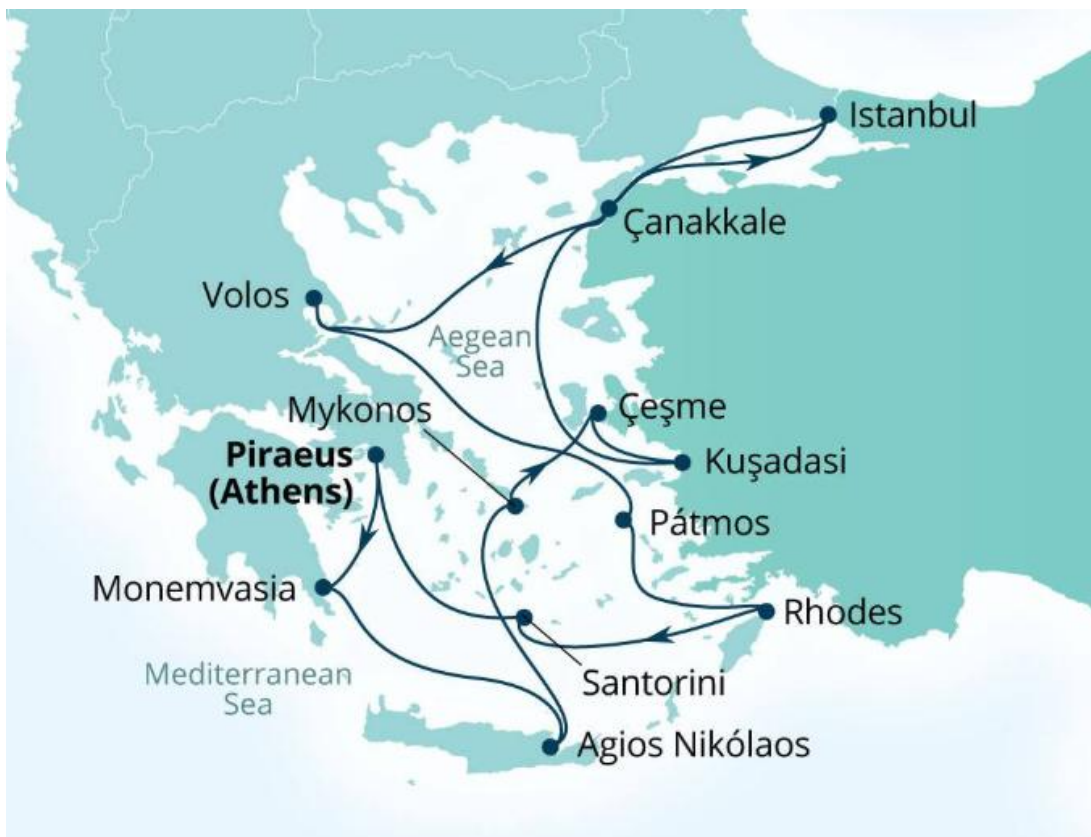 Istanbul
Çanakkale
Volos
Aegean
Sea
Mykonos
Çeşme
Piraeus
(Athens)
Kuşadasi
Pátmos
Monemvasia
Rhodes
Mediterranean
Sea
Santorini
Agios Nikólaos